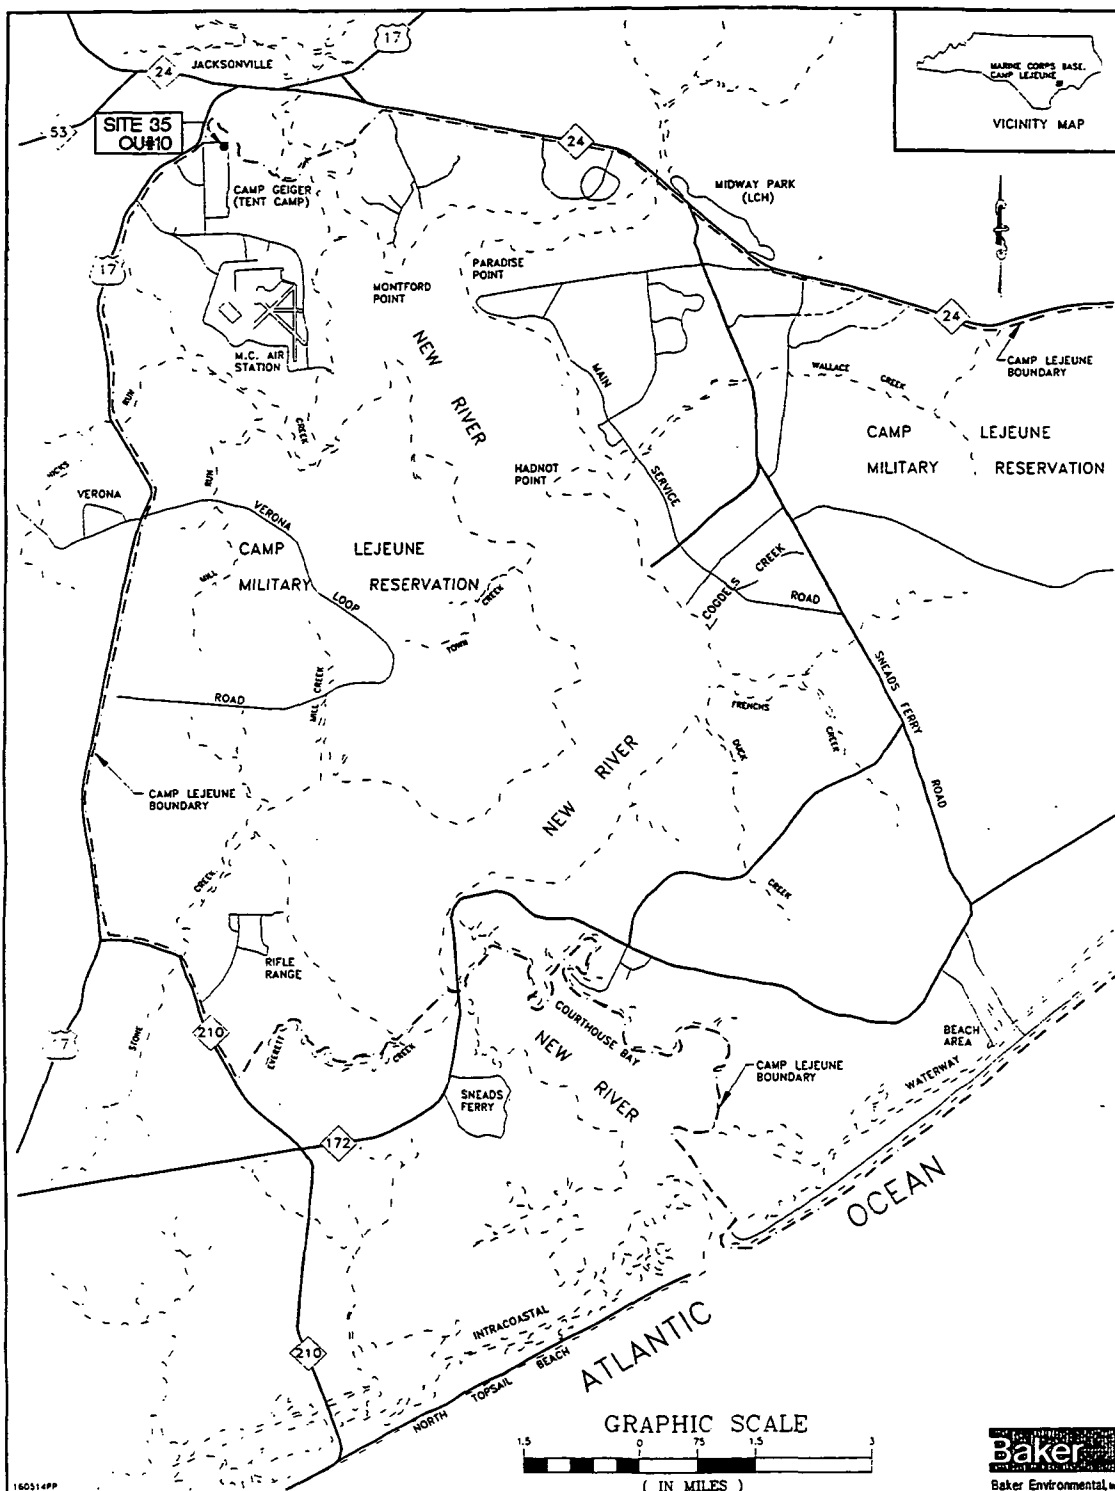 17
JACKSONVILLE
24
53
SITE 35
OU#10
CAMP GEIGER
(TENT CAMP)
24
MIDWAY PARK
(LCH)
MARINE CORPS BASE,
CAMP LEJEUNE
VICINITY MAP
17
MONTFORD
POINT
PARADISE
POINT
M.C. AIR
STATION
NEW
RIVER
MAIN
SERVICE
ROAD
24
CAMP LEJEUNE
BOUNDARY
WALLACE CREEK
CAMP LEJEUNE
MILITARY RESERVATION
HADNOT
POINT
RUN
CREEK
HICKS
VERONA
RUN
MILL
VERONA
LOOP
ROAD
CAMP LEJEUNE
MILITARY RESERVATION
TOWN CREEK
COGDELS CREEK
SNEADS FERRY
ROAD
MILL CREEK
FRENCHS
CREEK
DUCK
CREEK
NEW RIVER
CAMP LEJEUNE
BOUNDARY
CREEK
RIFLE
RANGE
STONE
210
17
EVERETT CREEK
COURTHOUSE BAY
NEW
RIVER
CAMP LEJEUNE
BOUNDARY
BEACH
AREA
WATERWAY
SNEADS
FERRY
172
ATLANTIC OCEAN
INTRACOASTAL
NORTH TOPSAIL BEACH
210
GRAPHIC SCALE
1.5 0 75 1.5 3
( IN MILES )
Baker
Baker Environmental,
160514PP